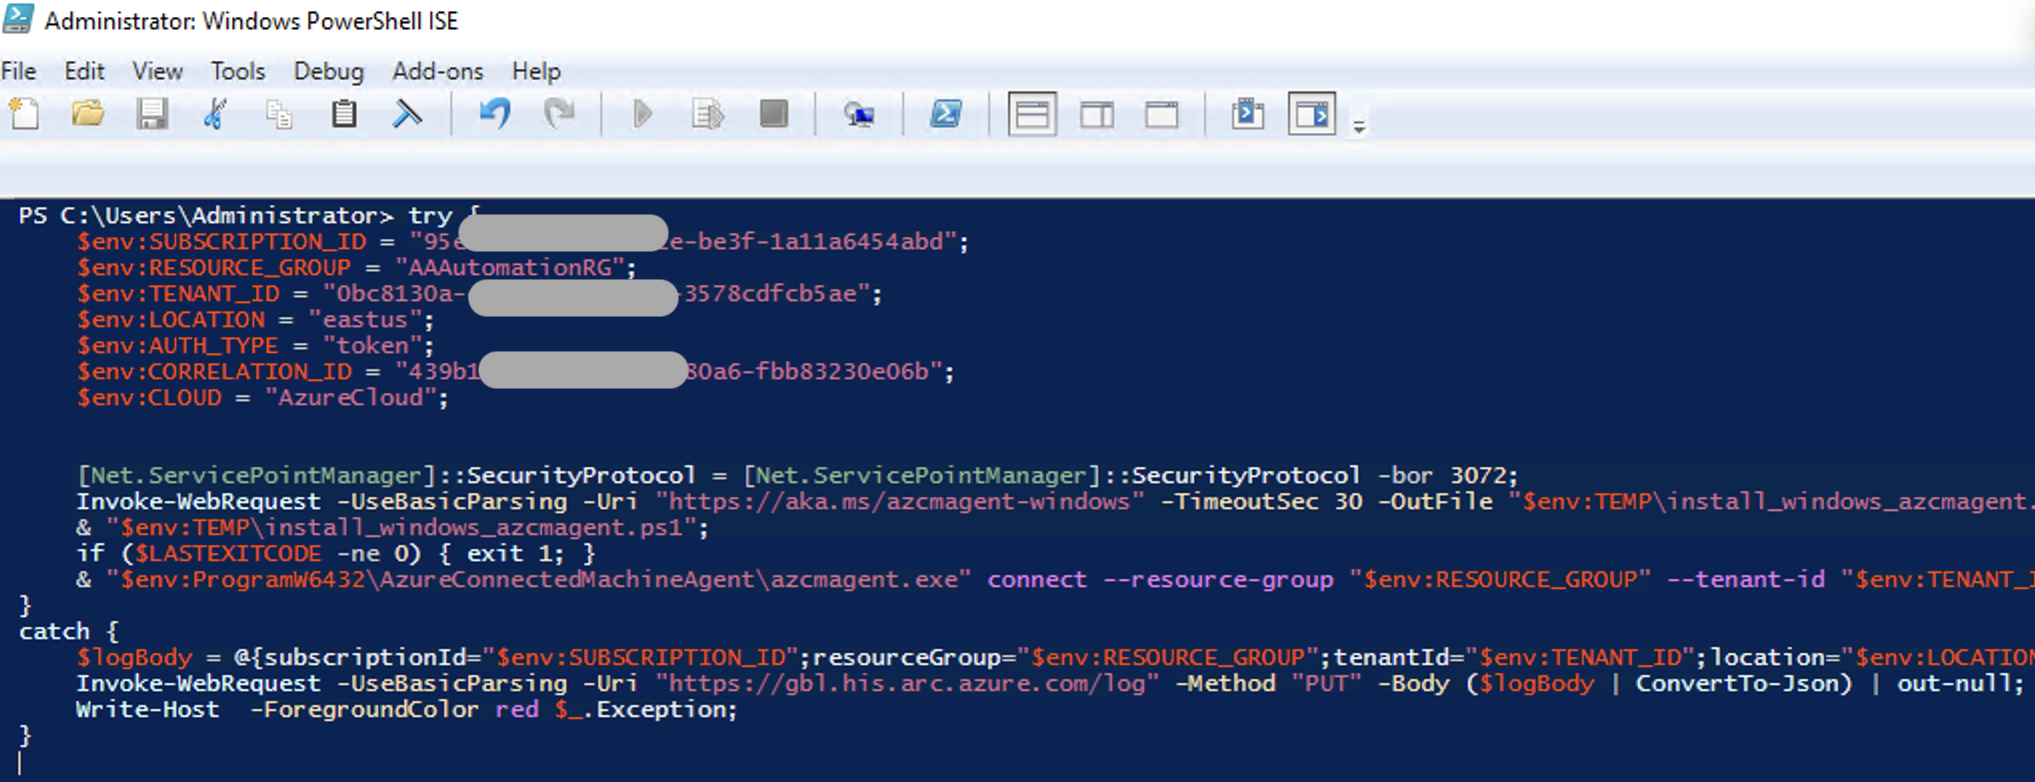 Administrator: Windows PowerShell ISE
File Edit View Tools Debug Add-ons Help
PS C:\Users\Administrator> try {
$env:SUBSCRIPTION_ID = "95e e-be3f-1a11a6454abd";
$env:RESOURCE_GROUP = "AAAutomationRG";
$env:TENANT_ID = "0bc8130a- -3578cdfcb5ae";
$env:LOCATION = "eastus";
$env:AUTH_TYPE = "token";
$env:CORRELATION_ID = "439b1 80a6-fbb83230e06b";
$env:CLOUD = "AzureCloud";
[Net.ServicePointManager]::SecurityProtocol = [Net.ServicePointManager]::SecurityProtocol -bor 3072;
Invoke-WebRequest -UseBasicParsing -Uri "https://aka.ms/azcmagent-windows" -TimeoutSec 30 -OutFile "$env:TEMP\install_windows_azcmagent.
& "$env:TEMP\install_windows_azcmagent.ps1";
if ($LASTEXITCODE -ne 0) { exit 1; }
& "$env:ProgramW6432\AzureConnectedMachineAgent\azcmagent.exe" connect --resource-group "$env:RESOURCE_GROUP" --tenant-id "$env:TENANT_I
}
catch {
$logBody = @{subscriptionId="$env:SUBSCRIPTION_ID";resourceGroup="$env:RESOURCE_GROUP";tenantId="$env:TENANT_ID";location="$env:LOCATION
Invoke-WebRequest -UseBasicParsing -Uri "https://gbl.his.arc.azure.com/log" -Method "PUT" -Body ($logBody | ConvertTo-Json) | out-null;
Write-Host  -ForegroundColor red $_.Exception;
}